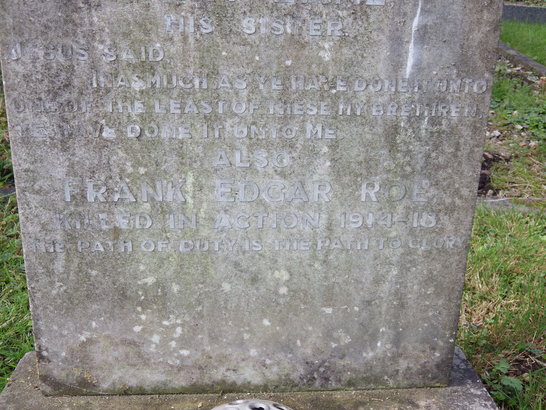 HIS SISTER.
JESUS SAID.
INASMUCH AS YE HAVE DONE IT UNTO
ONE OF THE LEAST OF THESE MY BRETHREN
YE HAVE DONE IT UNTO ME.
ALSO
FRANK EDGAR ROE
KILLED IN ACTION 1914-18
THE PATH OF DUTY IS THE PATH TO GLORY